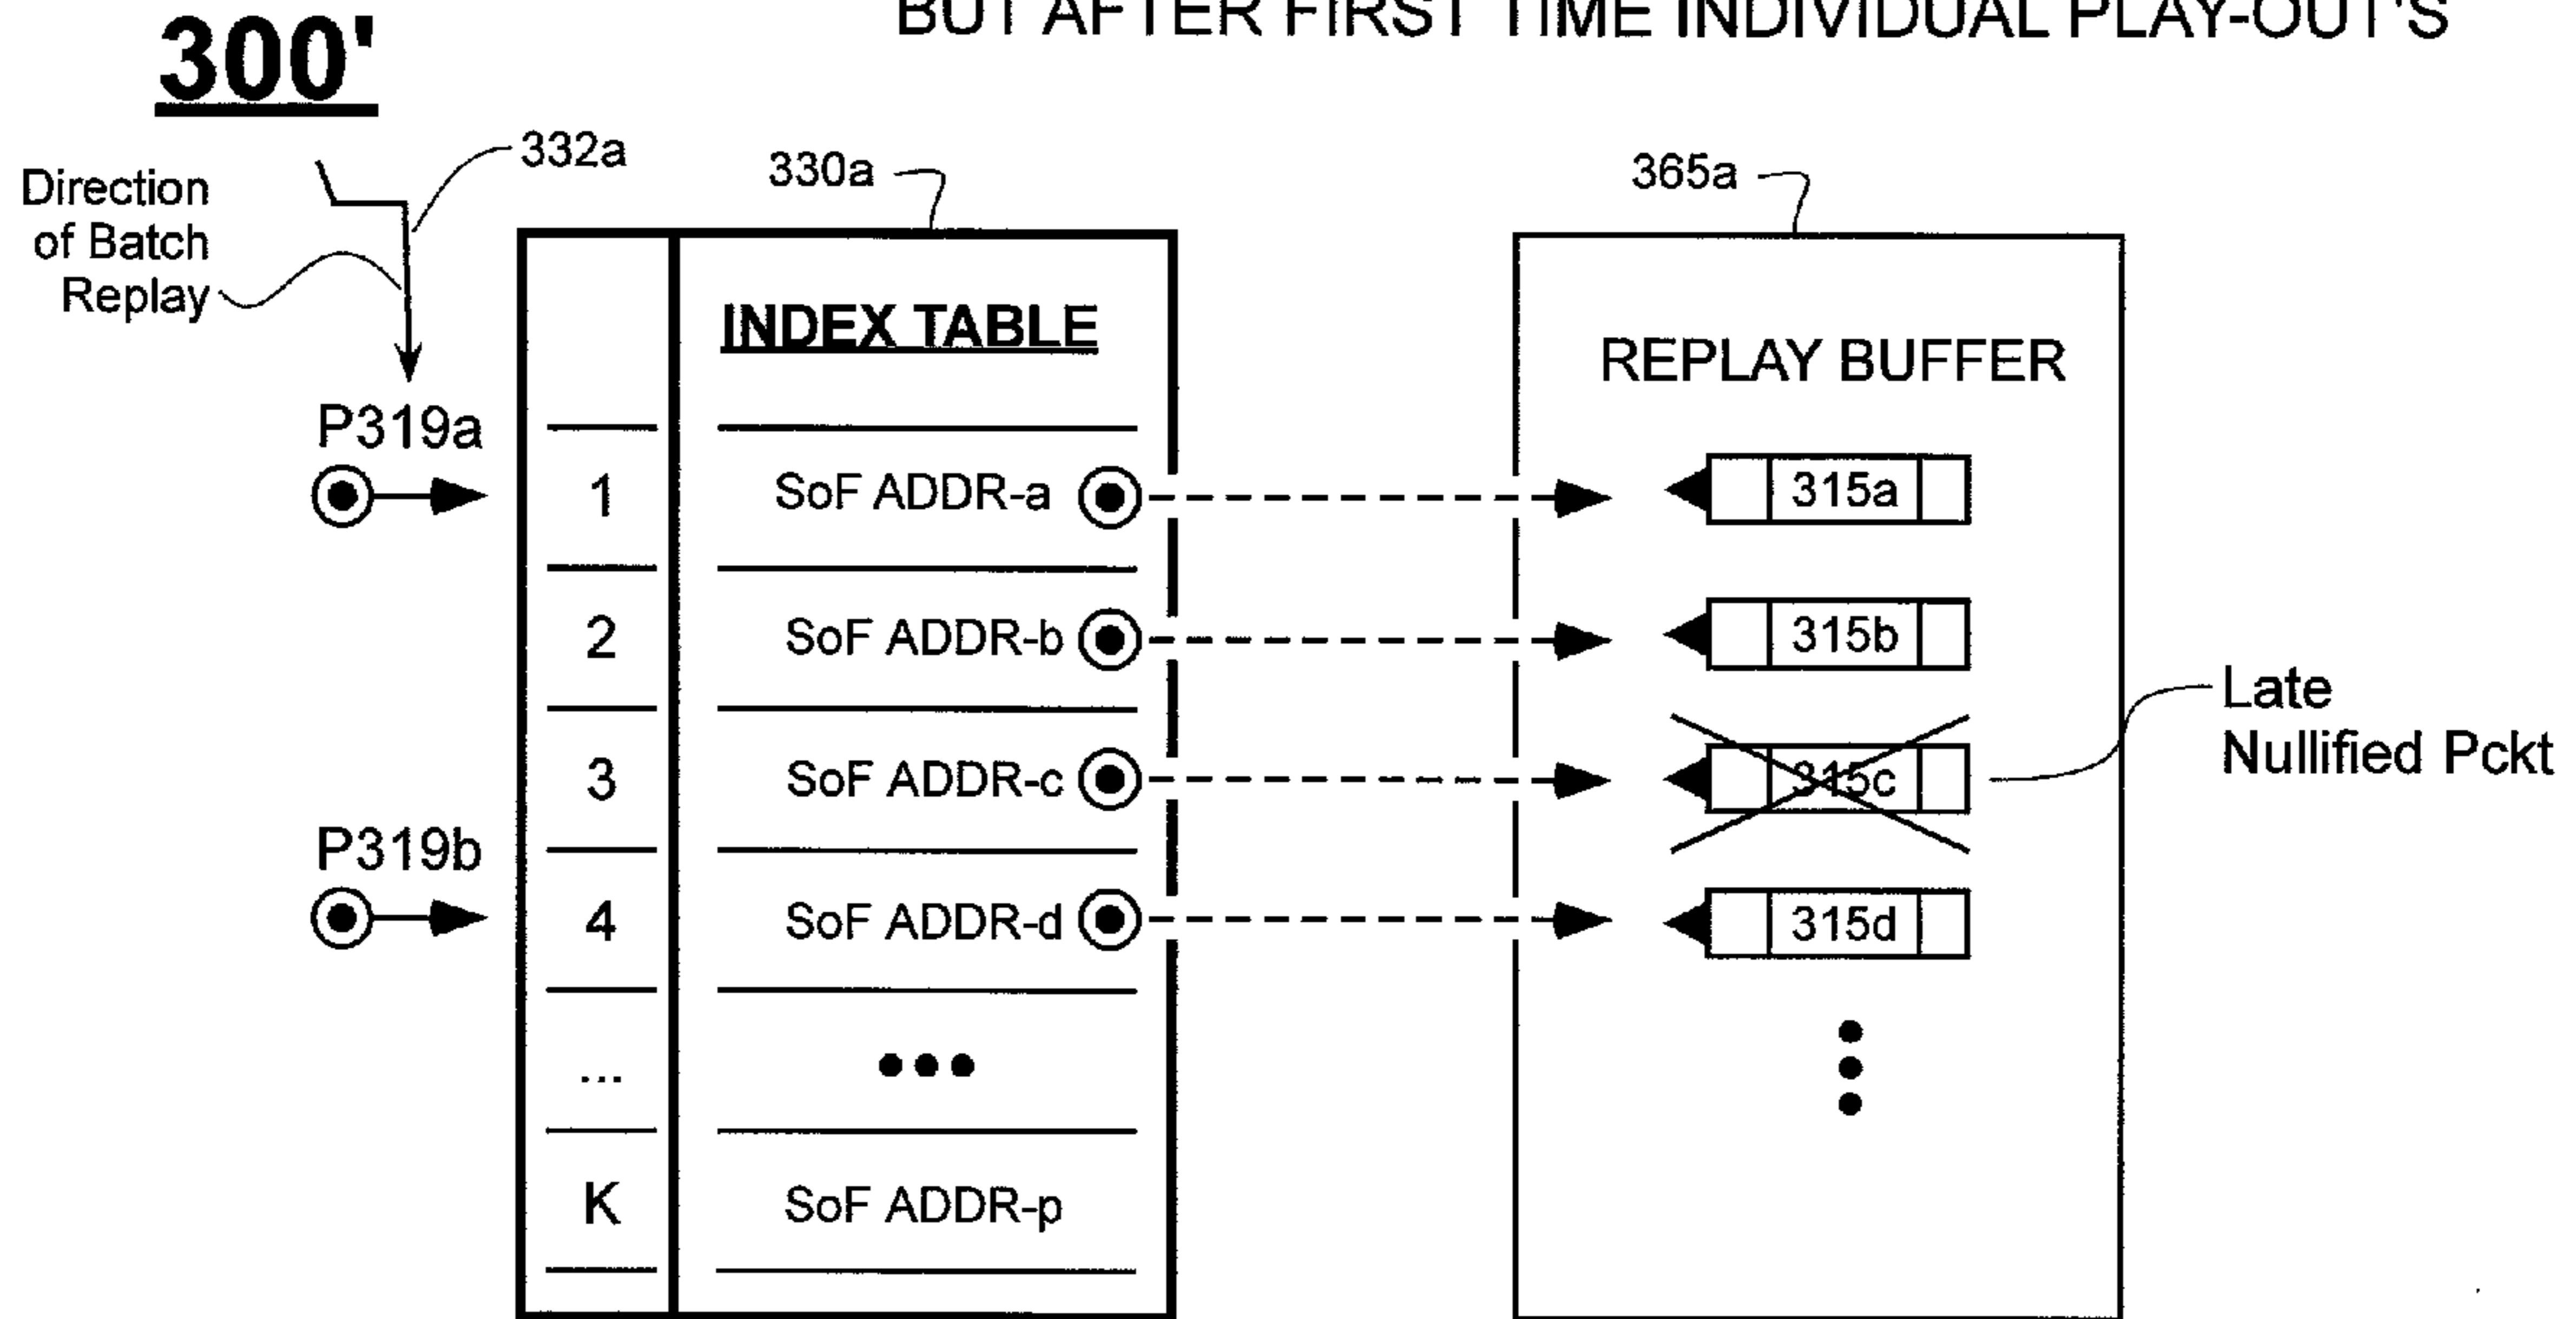 BUT AFTER FIRST TIME INDIVIDUAL PLAY-OUT'S
300'
332a
330a
365a
Direction
of Batch
Replay
INDEX TABLE
REPLAY BUFFER
P319a
1
SoF ADDR-a
315a
2
SoF ADDR-b
315b
Late
Nullified Pckt
3
SoF ADDR-c
315c
P319b
4
SoF ADDR-d
315d
...
•••
K
SoF ADDR-p